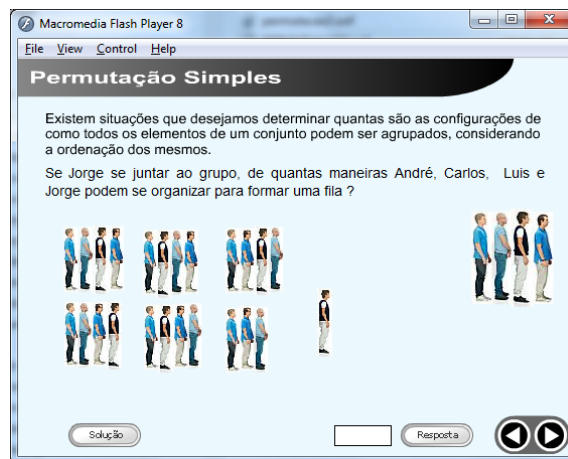 Macromedia Flash Player 8
File View Control Help
Permutação Simples
Existem situações que desejamos determinar quantas são as configurações de
como todos os elementos de um conjunto podem ser agrupados, considerando
a ordenação dos mesmos.
Se Jorge se juntar ao grupo, de quantas maneiras André, Carlos, Luis e
Jorge podem se organizar para formar uma fila ?
Solução
Resposta